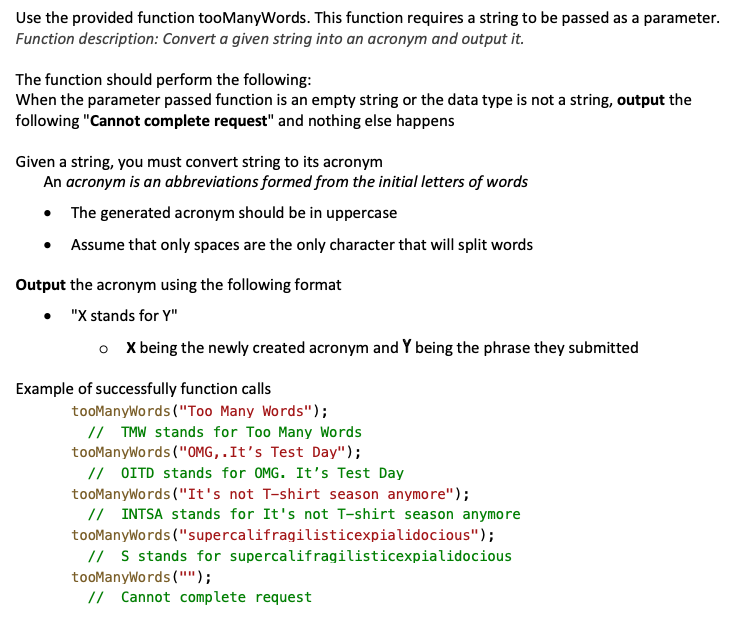 Use the provided function tooManyWords. This function requires a string to be passed as a parameter.
Function description: Convert a given string into an acronym and output it.
The function should perform the following:
When the parameter passed function is an empty string or the data type is not a string, output the
following "Cannot complete request" and nothing else happens
Given a string, you must convert string to its acronym
An acronym is an abbreviations formed from the initial letters of words
• The generated acronym should be in uppercase
• Assume that only spaces are the only character that will split words
Output the acronym using the following format
• "X stands for Y"
o X being the newly created acronym and Y being the phrase they submitted
Example of successfully function calls
tooManyWords("Too Many Words");
// TMW stands for Too Many Words
tooManyWords("OMG,.It’s Test Day");
// OITD stands for OMG. It’s Test Day
tooManyWords("It's not T-shirt season anymore");
// INTSA stands for It's not T-shirt season anymore
tooManyWords("supercalifragilisticexpialidocious");
// S stands for supercalifragilisticexpialidocious
tooManyWords("");
// Cannot complete request